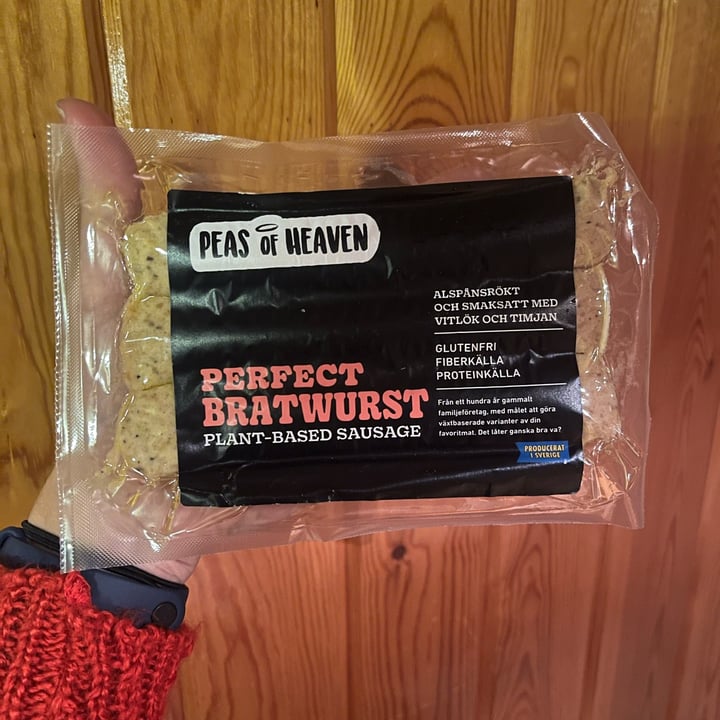 PEAS OF HEAVEN
ALSPÅNSRÖKT
OCH SMAKSATT MED
VITLÖK OCH TIMJAN
GLUTENFRI
FIBERKÄLLA
PROTEINKÄLLA
PERFECT
BRATWURST
PLANT-BASED SAUSAGE
Från ett hundra år gammalt
familjeföretag, med målet att göra
växtbaserade varianter av din
favoritmat. Det låter ganska bra va?
PRODUCERAT
I SVERIGE